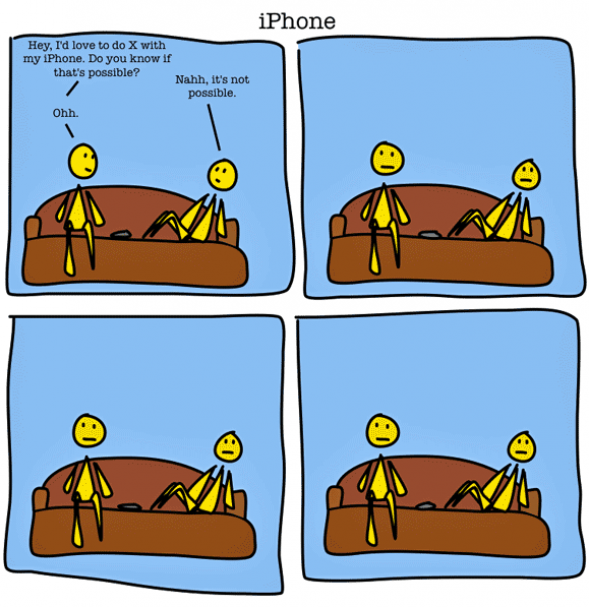 iPhone
Hey, I'd love to do X with
my iPhone. Do you know if
that's possible?
Nahh, it's not
possible.
Ohh.